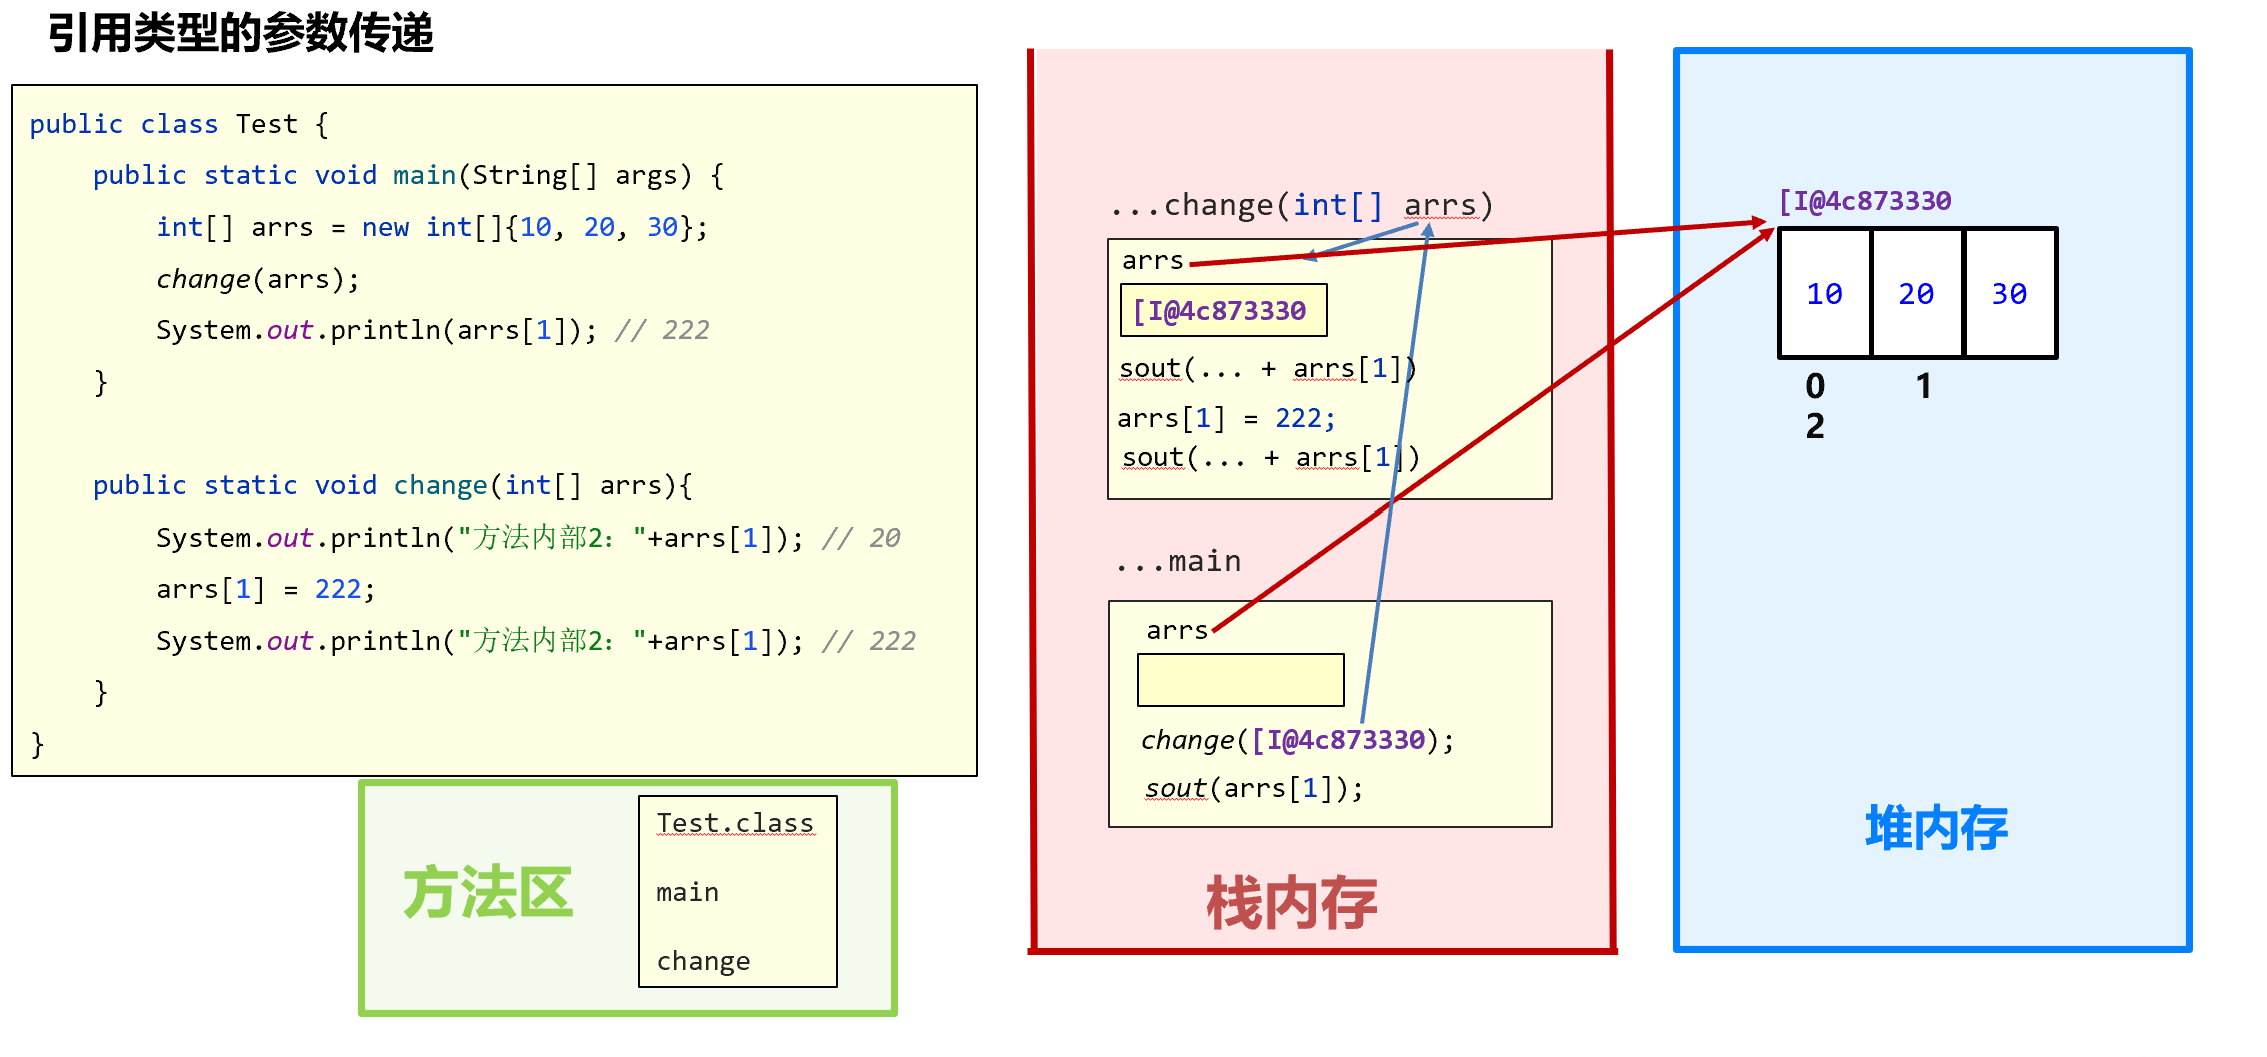 引用类型的参数传递
public class Test {
public static void main(String[] args) {
int[] arrs = new int[]{10, 20, 30};
change(arrs);
System.out.println(arrs[1]); // 222
}
public static void change(int[] arrs){
System.out.println("方法内部2："+arrs[1]); // 20
arrs[1] = 222;
System.out.println("方法内部2："+arrs[1]); // 222
}
}
方法区
Test.class
main
change
...change(int[] arrs)
arrs
[I@4c873330
sout(... + arrs[1])
arrs[1] = 222;
sout(... + arrs[1])
...main
arrs
change([I@4c873330);
sout(arrs[1]);
栈内存
[I@4c873330
10 20 30
0 1
2
堆内存